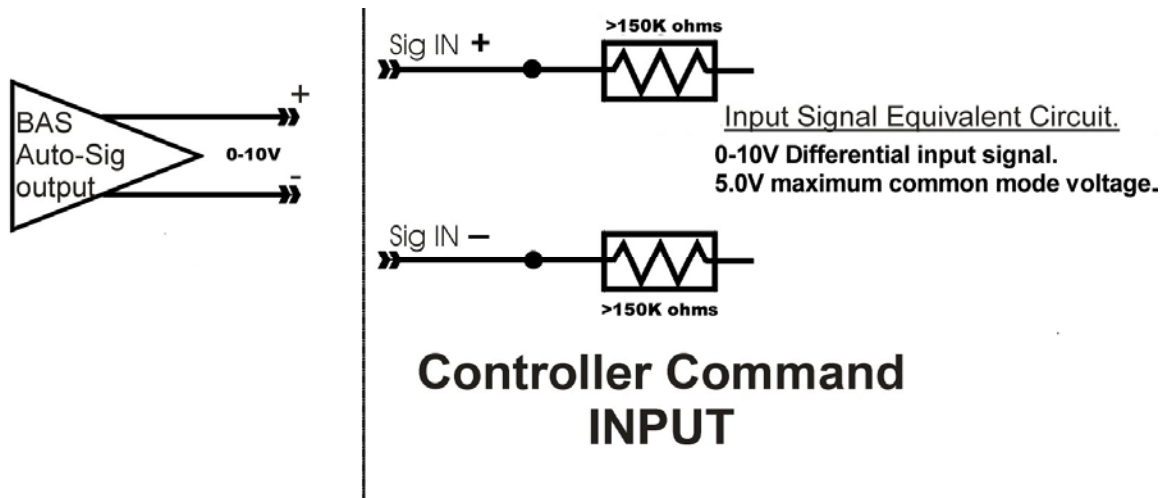 BAS
Auto-Sig
output
+
0-10V
-
Sig IN +
>150K ohms
Input Signal Equivalent Circuit.
0-10V Differential input signal.
5.0V maximum common mode voltage.
Sig IN −
>150K ohms
Controller Command
INPUT